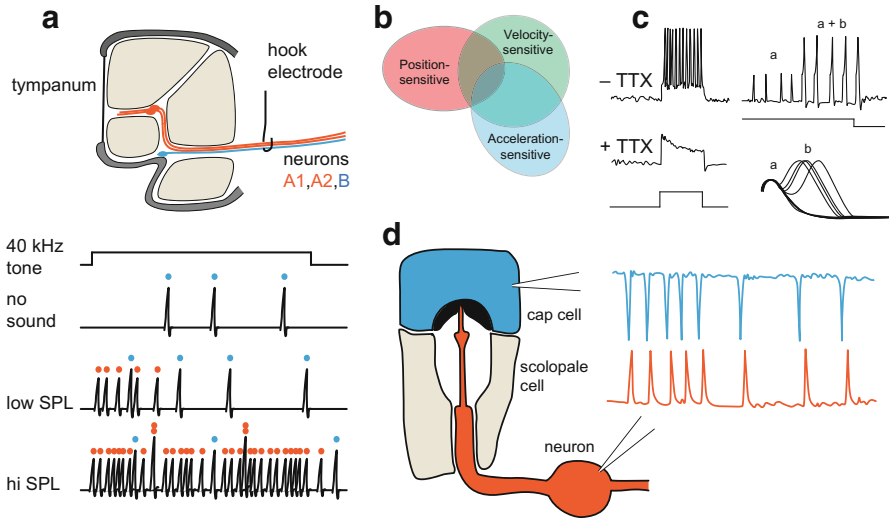 a
tympanum
hook
electrode
neurons
A1,A2,B
40 kHz
tone
no
sound
low SPL
hi SPL
b
Position-
sensitive
Velocity-
sensitive
Acceleration-
sensitive
c
– TTX
+ TTX
a
a + b
a
b
d
cap cell
scolopale
cell
neuron